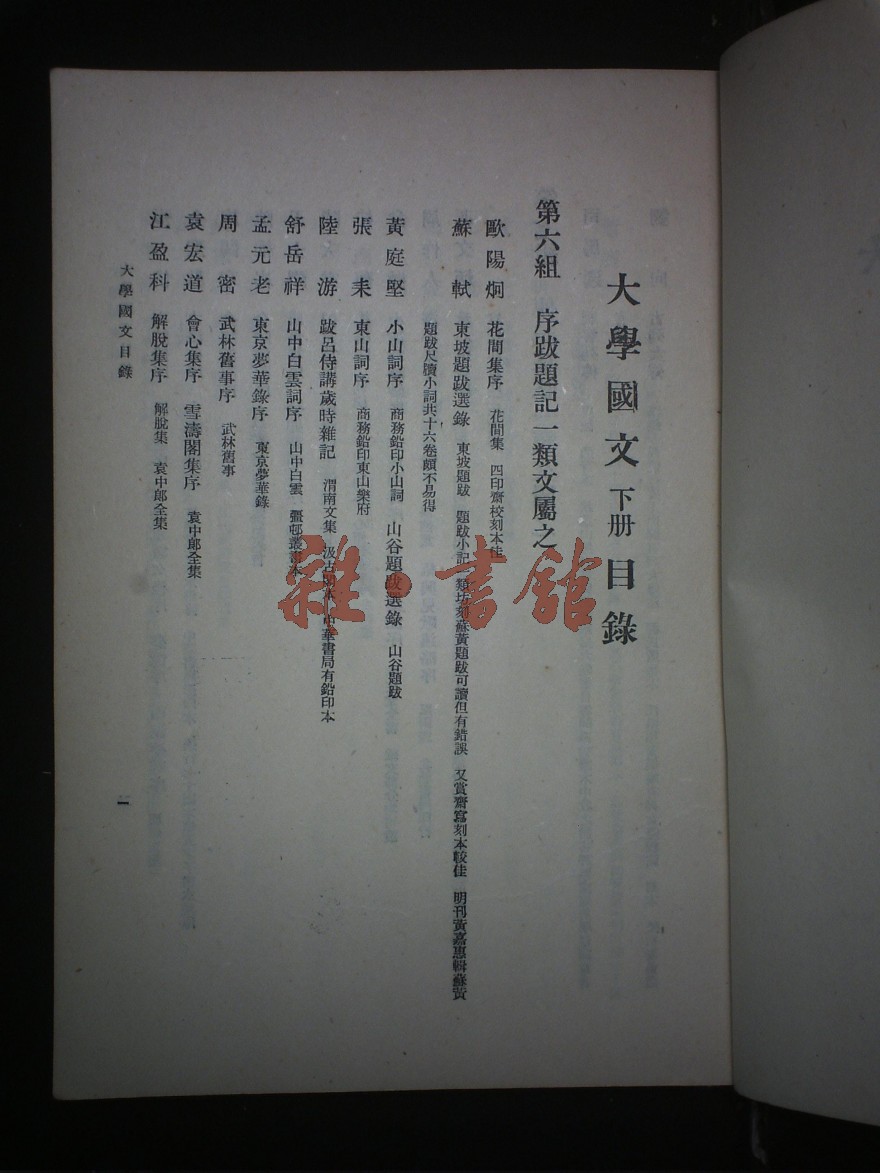 大學國文 下册 目錄
第六組 序跋題記一類文屬之
歐陽炯 花間集序 花間集 四印齋校刻本佳
蘇軾 東坡題跋選錄 東坡題跋 題跋小記 類坊刻蘇黃題跋可讀但有錯誤 又賞齋寫刻本較佳 明刊黃嘉惠輯蘇黃
題跋尺牘小詞共十六卷頗不易得
黃庭堅 小山詞序 商務鉛印小山詞 山谷題跋選錄 山谷題跋
張耒 東山詞序 商務鉛印東山樂府
陸游 跋呂侍講歲時雜記 渭南文集 汲古閣本 中華書局有鉛印本
舒岳祥 山中白雲詞序 山中白雲 彊邨叢書本
孟元老 東京夢華錄序 東京夢華錄
周密 武林舊事序 武林舊事
袁宏道 會心集序 雪濤閣集序 袁中郎全集
江盈科 解脫集序 解脫集 袁中郎全集
大學國文目錄
一
雜·書館